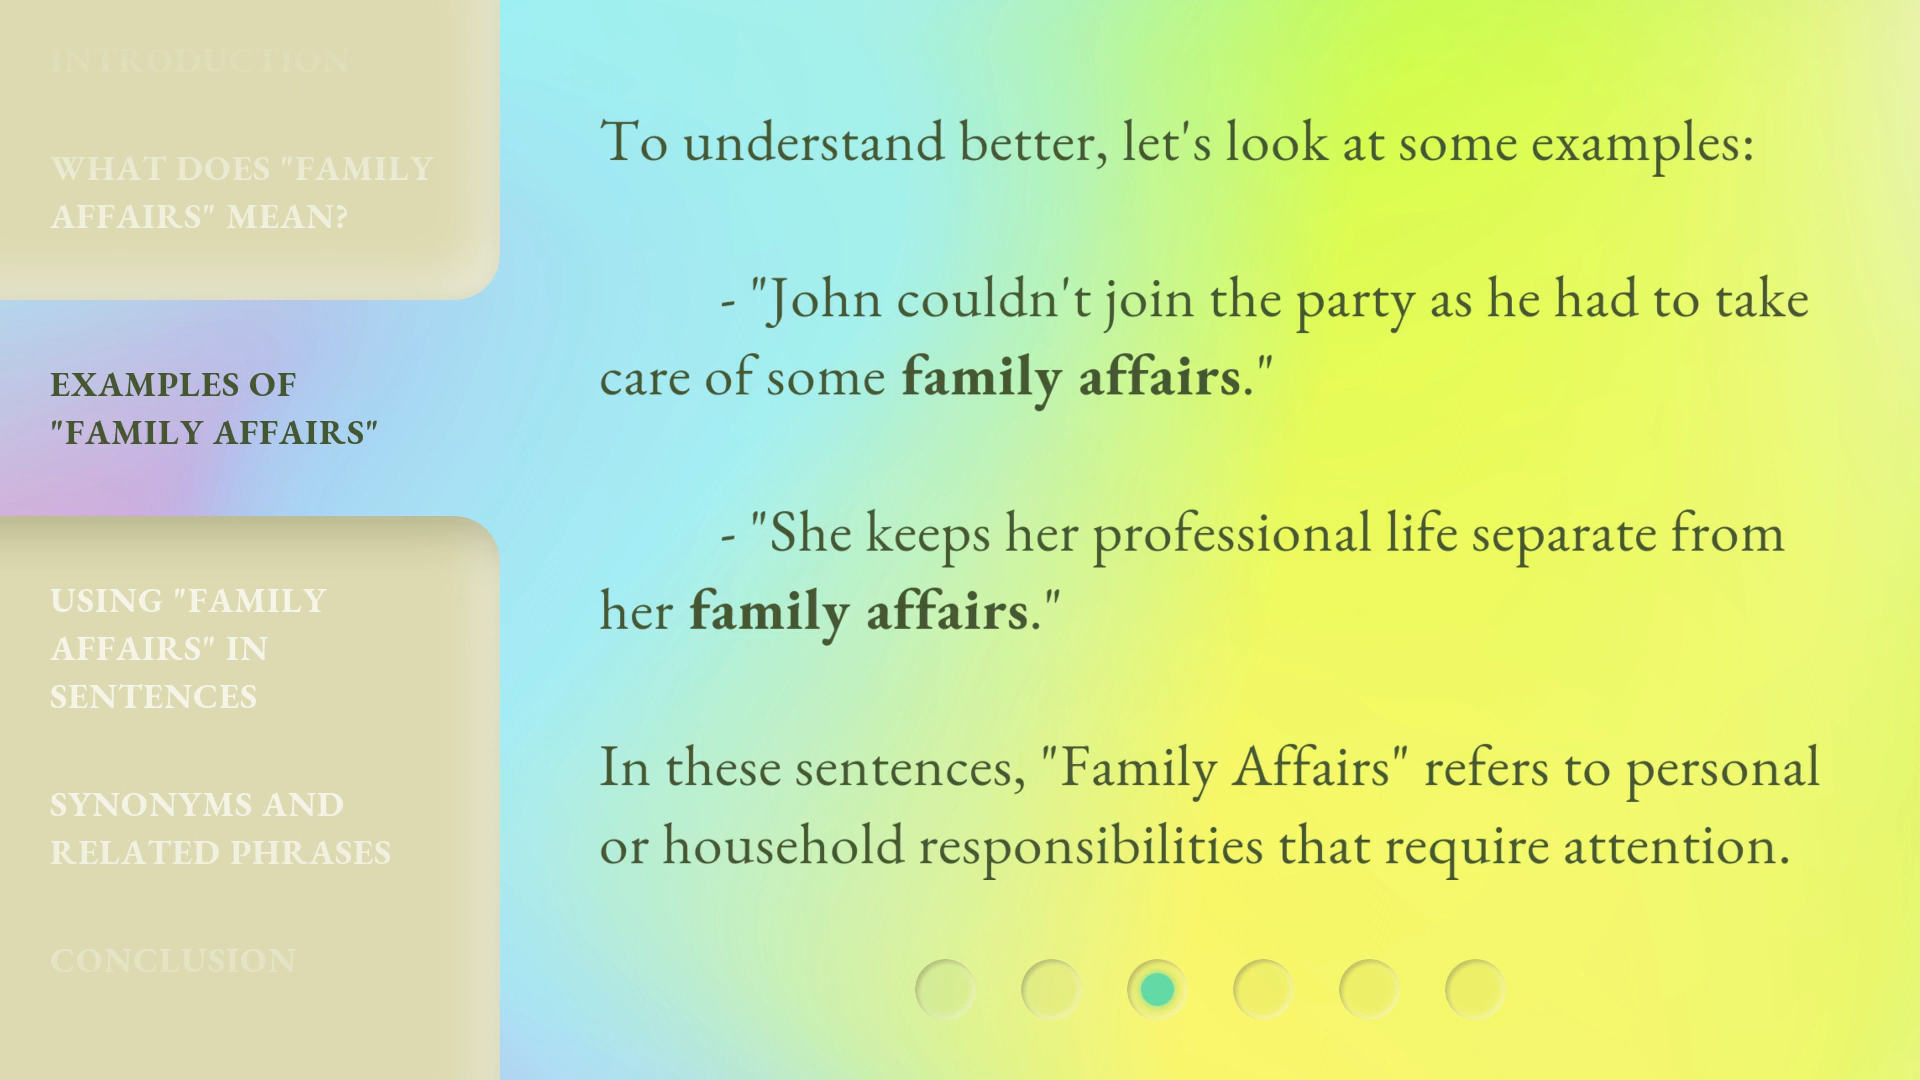 INTRODUCTION
WHAT DOES "FAMILY
AFFAIRS" MEAN?
EXAMPLES OF
"FAMILY AFFAIRS"
USING "FAMILY
AFFAIRS" IN
SENTENCES
SYNONYMS AND
RELATED PHRASES
CONCLUSION
To understand better, let's look at some examples:
- "John couldn't join the party as he had to take
care of some family affairs."
- "She keeps her professional life separate from
her family affairs."
In these sentences, "Family Affairs" refers to personal
or household responsibilities that require attention.